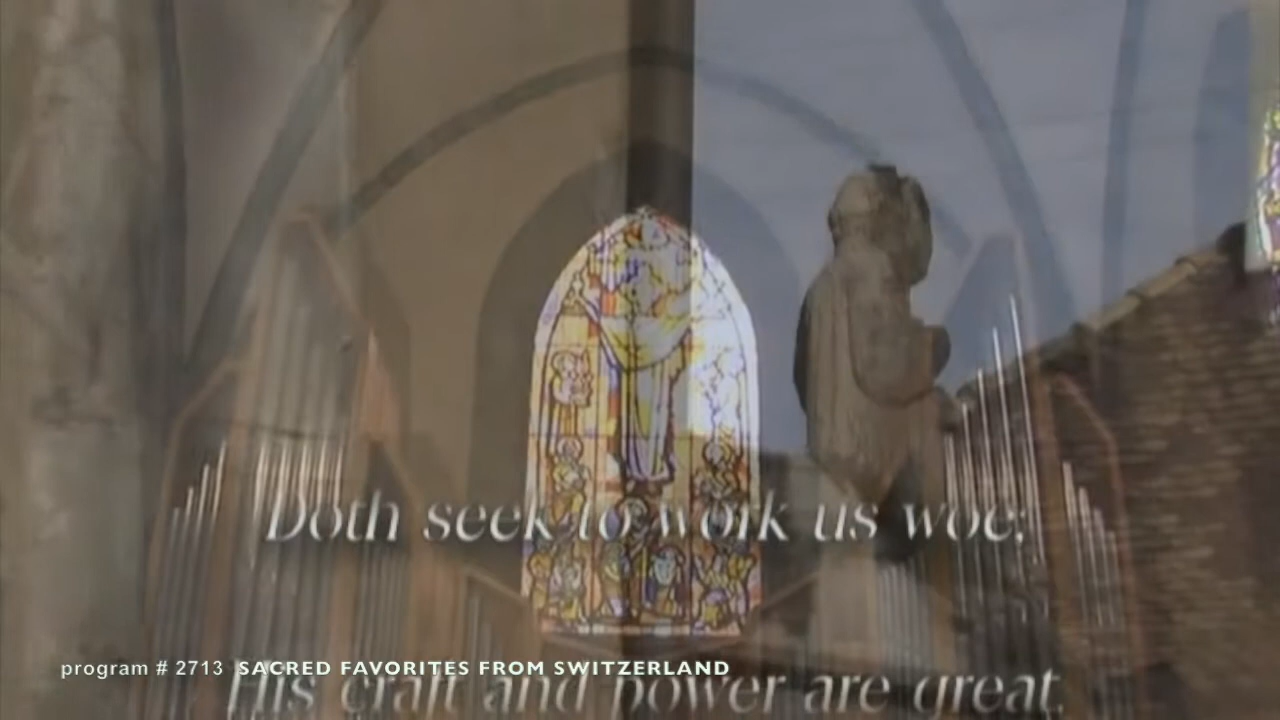 Doth seek to work us woe;
program # 2713 SACRED FAVORITES FROM SWITZERLAND
His craft and power are great,